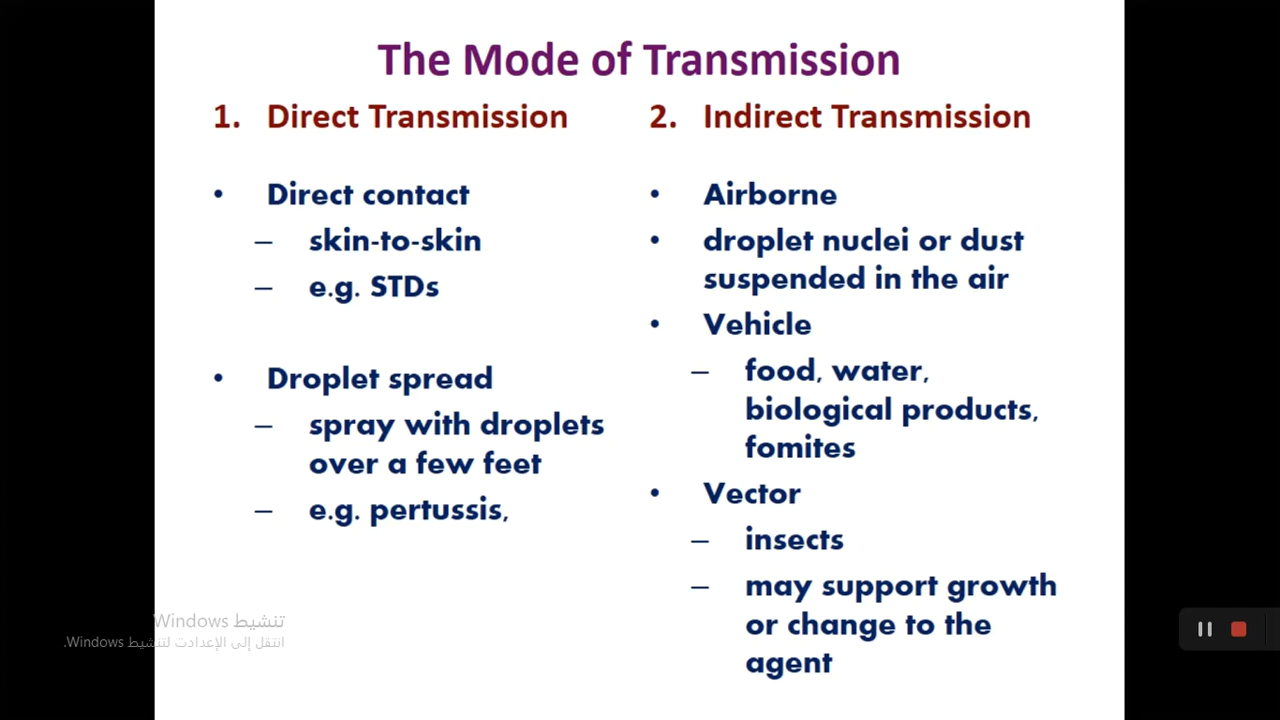 The Mode of Transmission
1. Direct Transmission
• Direct contact
– skin-to-skin
– e.g. STDs
• Droplet spread
– spray with droplets
over a few feet
– e.g. pertussis,
2. Indirect Transmission
• Airborne
• droplet nuclei or dust
suspended in the air
• Vehicle
– food, water,
biological products,
fomites
• Vector
– insects
– may support growth
or change to the
agent
تنشيط Windows
انتقل إلى الإعدادت لتنشيط Windows.